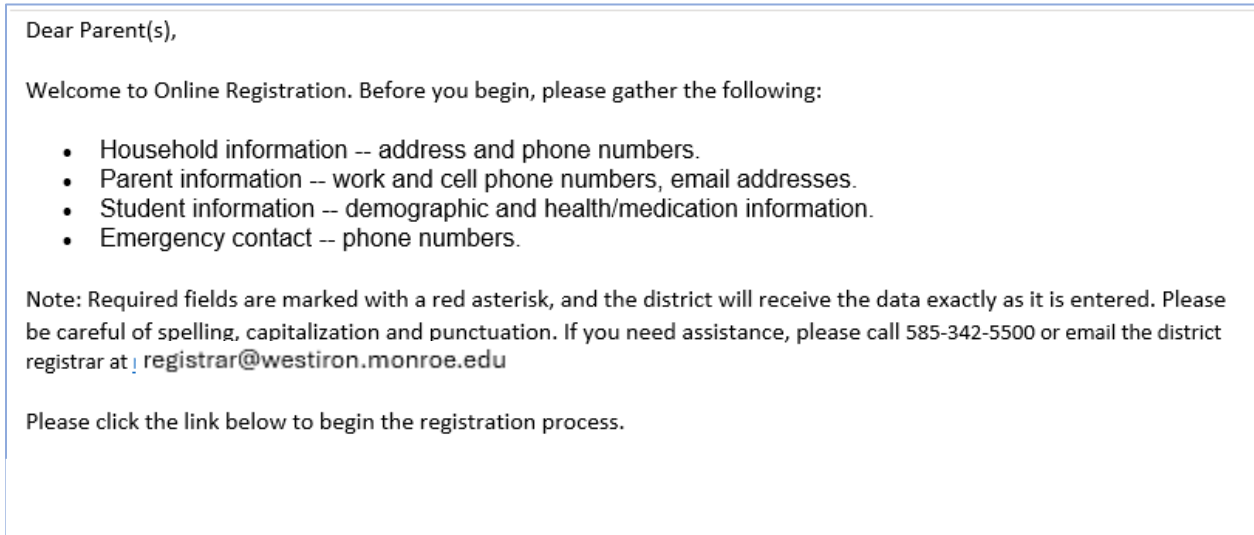 Dear Parent(s),
Welcome to Online Registration. Before you begin, please gather the following:
• Household information -- address and phone numbers.
• Parent information -- work and cell phone numbers, email addresses.
• Student information -- demographic and health/medication information.
• Emergency contact -- phone numbers.
Note: Required fields are marked with a red asterisk, and the district will receive the data exactly as it is entered. Please
be careful of spelling, capitalization and punctuation. If you need assistance, please call 585-342-5500 or email the district
registrar at registrar@westiron.monroe.edu
Please click the link below to begin the registration process.